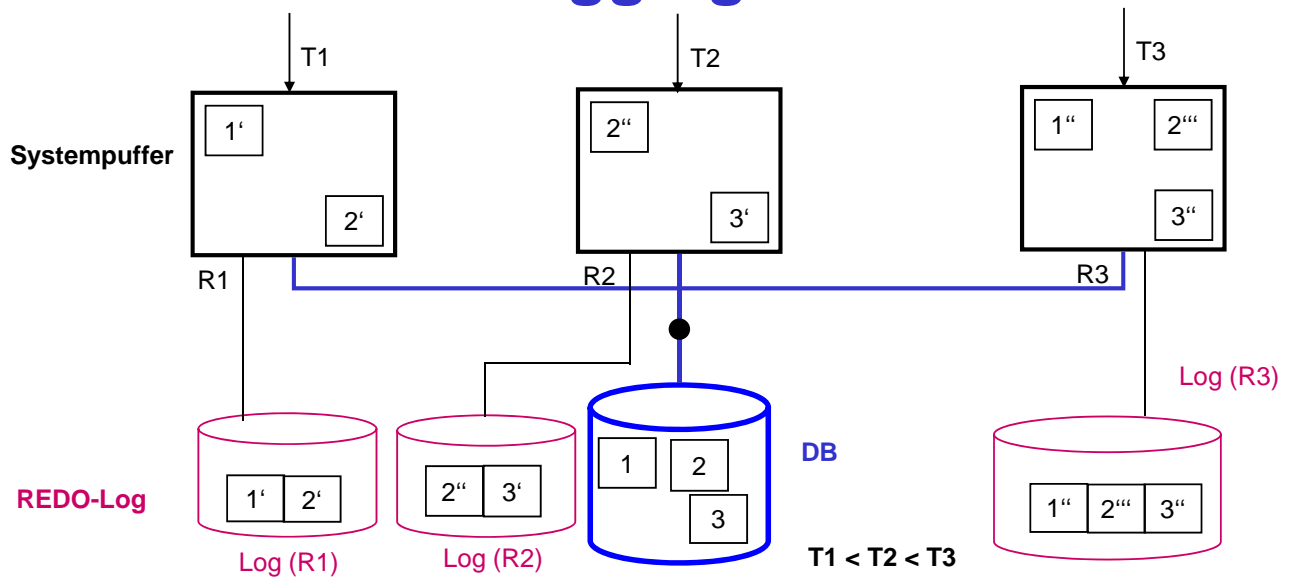 T1
T2
T3
Systempuffer
1‘
2‘
2‘‘
3‘
1‘‘
2‘‘‘
3‘‘
R1
R2
R3
Log (R3)
DB
REDO-Log
1‘ 2‘
2‘‘ 3‘
1
2
3
1‘‘ 2‘‘‘ 3‘‘
Log (R1)
Log (R2)
T1 < T2 < T3